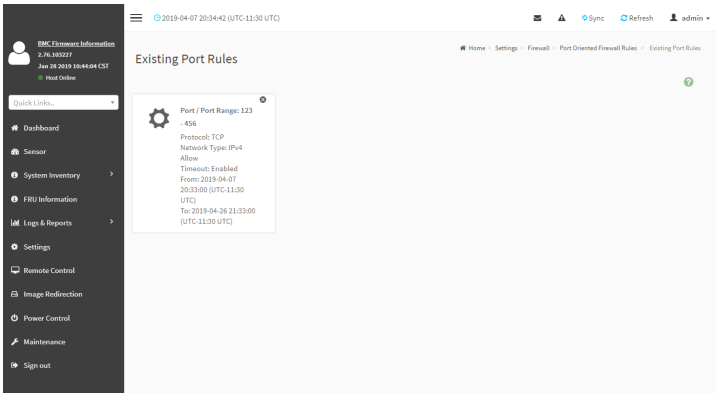 2019-04-07 20:34:42 (UTC-11:30 UTC)
Sync
Refresh
admin
BMC Firmware Information
2.76.103227
Jan 28 2019 10:44:04 CST
Host Online
Quick Links..
Dashboard
Sensor
System Inventory
FRU Information
Logs & Reports
Settings
Remote Control
Image Redirection
Power Control
Maintenance
Sign out
Existing Port Rules
Home > Settings > Firewall > Port Oriented Firewall Rules > Existing Port Rules
Port / Port Range: 123
- 456
Protocol: TCP
Network Type: IPv4
Allow
Timeout: Enabled
From: 2019-04-07
20:33:00 (UTC-11:30
UTC)
To: 2019-04-26 21:33:00
(UTC-11:30 UTC)